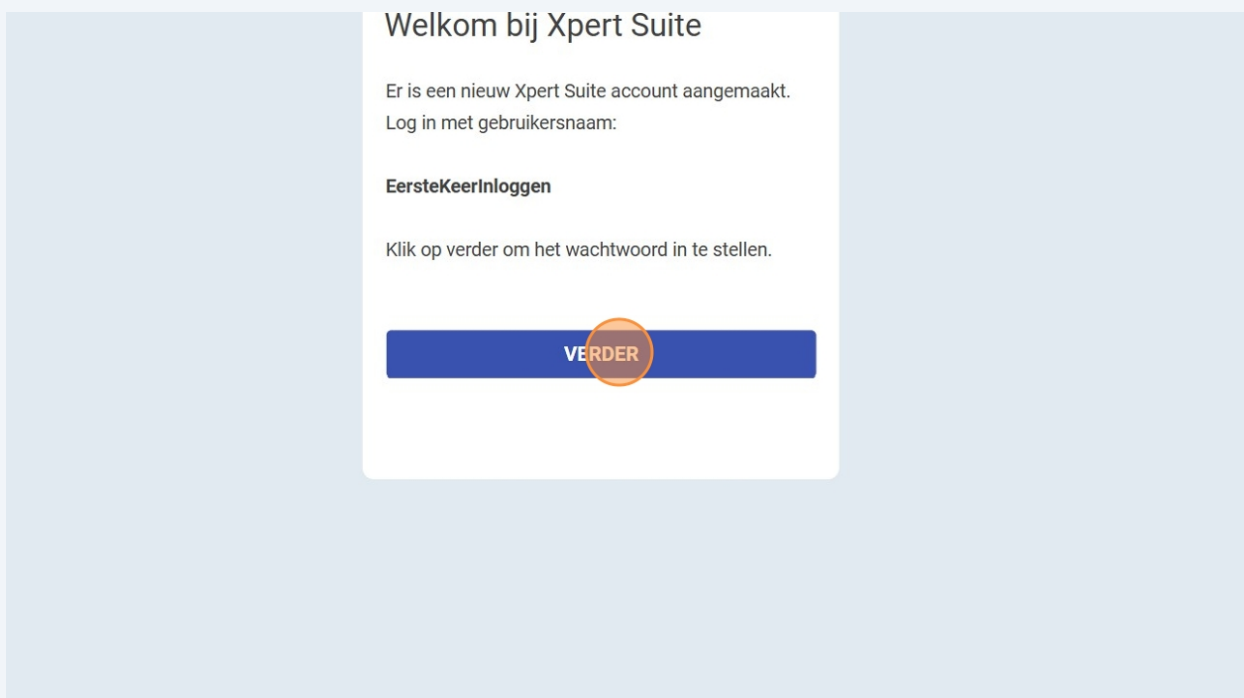 Welkom bij Xpert Suite
Er is een nieuw Xpert Suite account aangemaakt.
Log in met gebruikersnaam:
EersteKeerInloggen
Klik op verder om het wachtwoord in te stellen.
VERDER